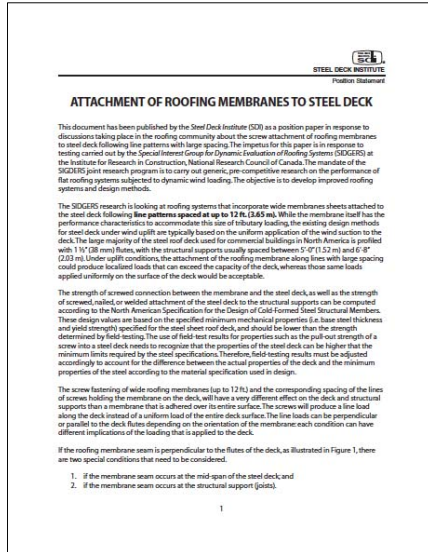 SDI
STEEL DECK INSTITUTE
Position Statement
ATTACHMENT OF ROOFING MEMBRANES TO STEEL DECK
This document has been published by the Steel Deck Institute (SDI) as a position paper in response to
discussions taking place in the roofing community about the screw attachment of roofing membranes
to steel deck following line patterns with large spacing. The impetus for this paper is in response to
testing carried out by the Special Interest Group for Dynamic Evaluation of Roofing Systems (SIDGERS) at
the Institute for Research in Construction, National Research Council of Canada. The mandate of the
SIGDERS joint research program is to carry out generic, pre-competitive research on the performance of
flat roofing systems subjected to dynamic wind loading. The objective is to develop improved roofing
systems and design methods.
The SIDGERS research is looking at roofing systems that incorporate wide membranes sheets attached to
the steel deck following line patterns spaced at up to 12 ft. (3.65 m). While the membrane itself has the
performance characteristics to accommodate this size of tributary loading, the existing design methods
for steel deck under wind uplift are typically based on the uniform application of the wind suction to the
deck. The large majority of the steel roof deck used for commercial buildings in North America is profiled
with 1 ½" (38 mm) flutes, with the structural supports usually spaced between 5'-0" (1.52 m) and 6'-8"
(2.03 m). Under uplift conditions, the attachment of the roofing membrane along lines with large spacing
could produce localized loads that can exceed the capacity of the deck, whereas those same loads
applied uniformly on the surface of the deck would be acceptable.
The strength of screwed connection between the membrane and the steel deck, as well as the strength
of screwed, nailed, or welded attachment of the steel deck to the structural supports can be computed
according to the North American Specification for the Design of Cold-Formed Steel Structural Members.
These design values are based on the specified minimum mechanical properties (i.e. base steel thickness
and yield strength) specified for the steel sheet roof deck, and should be lower than the strength
determined by field-testing. The use of field-test results for properties such as the pull-out strength of a
screw into a steel deck needs to recognize that the properties of the steel deck can be higher that the
minimum limits required by the steel specifications. Therefore, field-testing results must be adjusted
accordingly to account for the difference between the actual properties of the deck and the minimum
properties of the steel according to the material specification used in design.
The screw fastening of wide roofing membranes (up to 12 ft.) and the corresponding spacing of the lines
of screws holding the membrane on the deck, will have a very different effect on the deck and structural
supports than a membrane that is adhered over its entire surface. The screws will produce a line load
along the deck instead of a uniform load of the entire deck surface. The line loads can be perpendicular
or parallel to the deck flutes depending on the orientation of the membrane: each condition can have
different implications of the loading that is applied to the deck.
If the roofing membrane seam is perpendicular to the flutes of the deck, as illustrated in Figure 1, there
are two special conditions that need to be considered.
1. if the membrane seam occurs at the mid-span of the steel deck; and
2. if the membrane seam occurs at the structural support (joists).
1